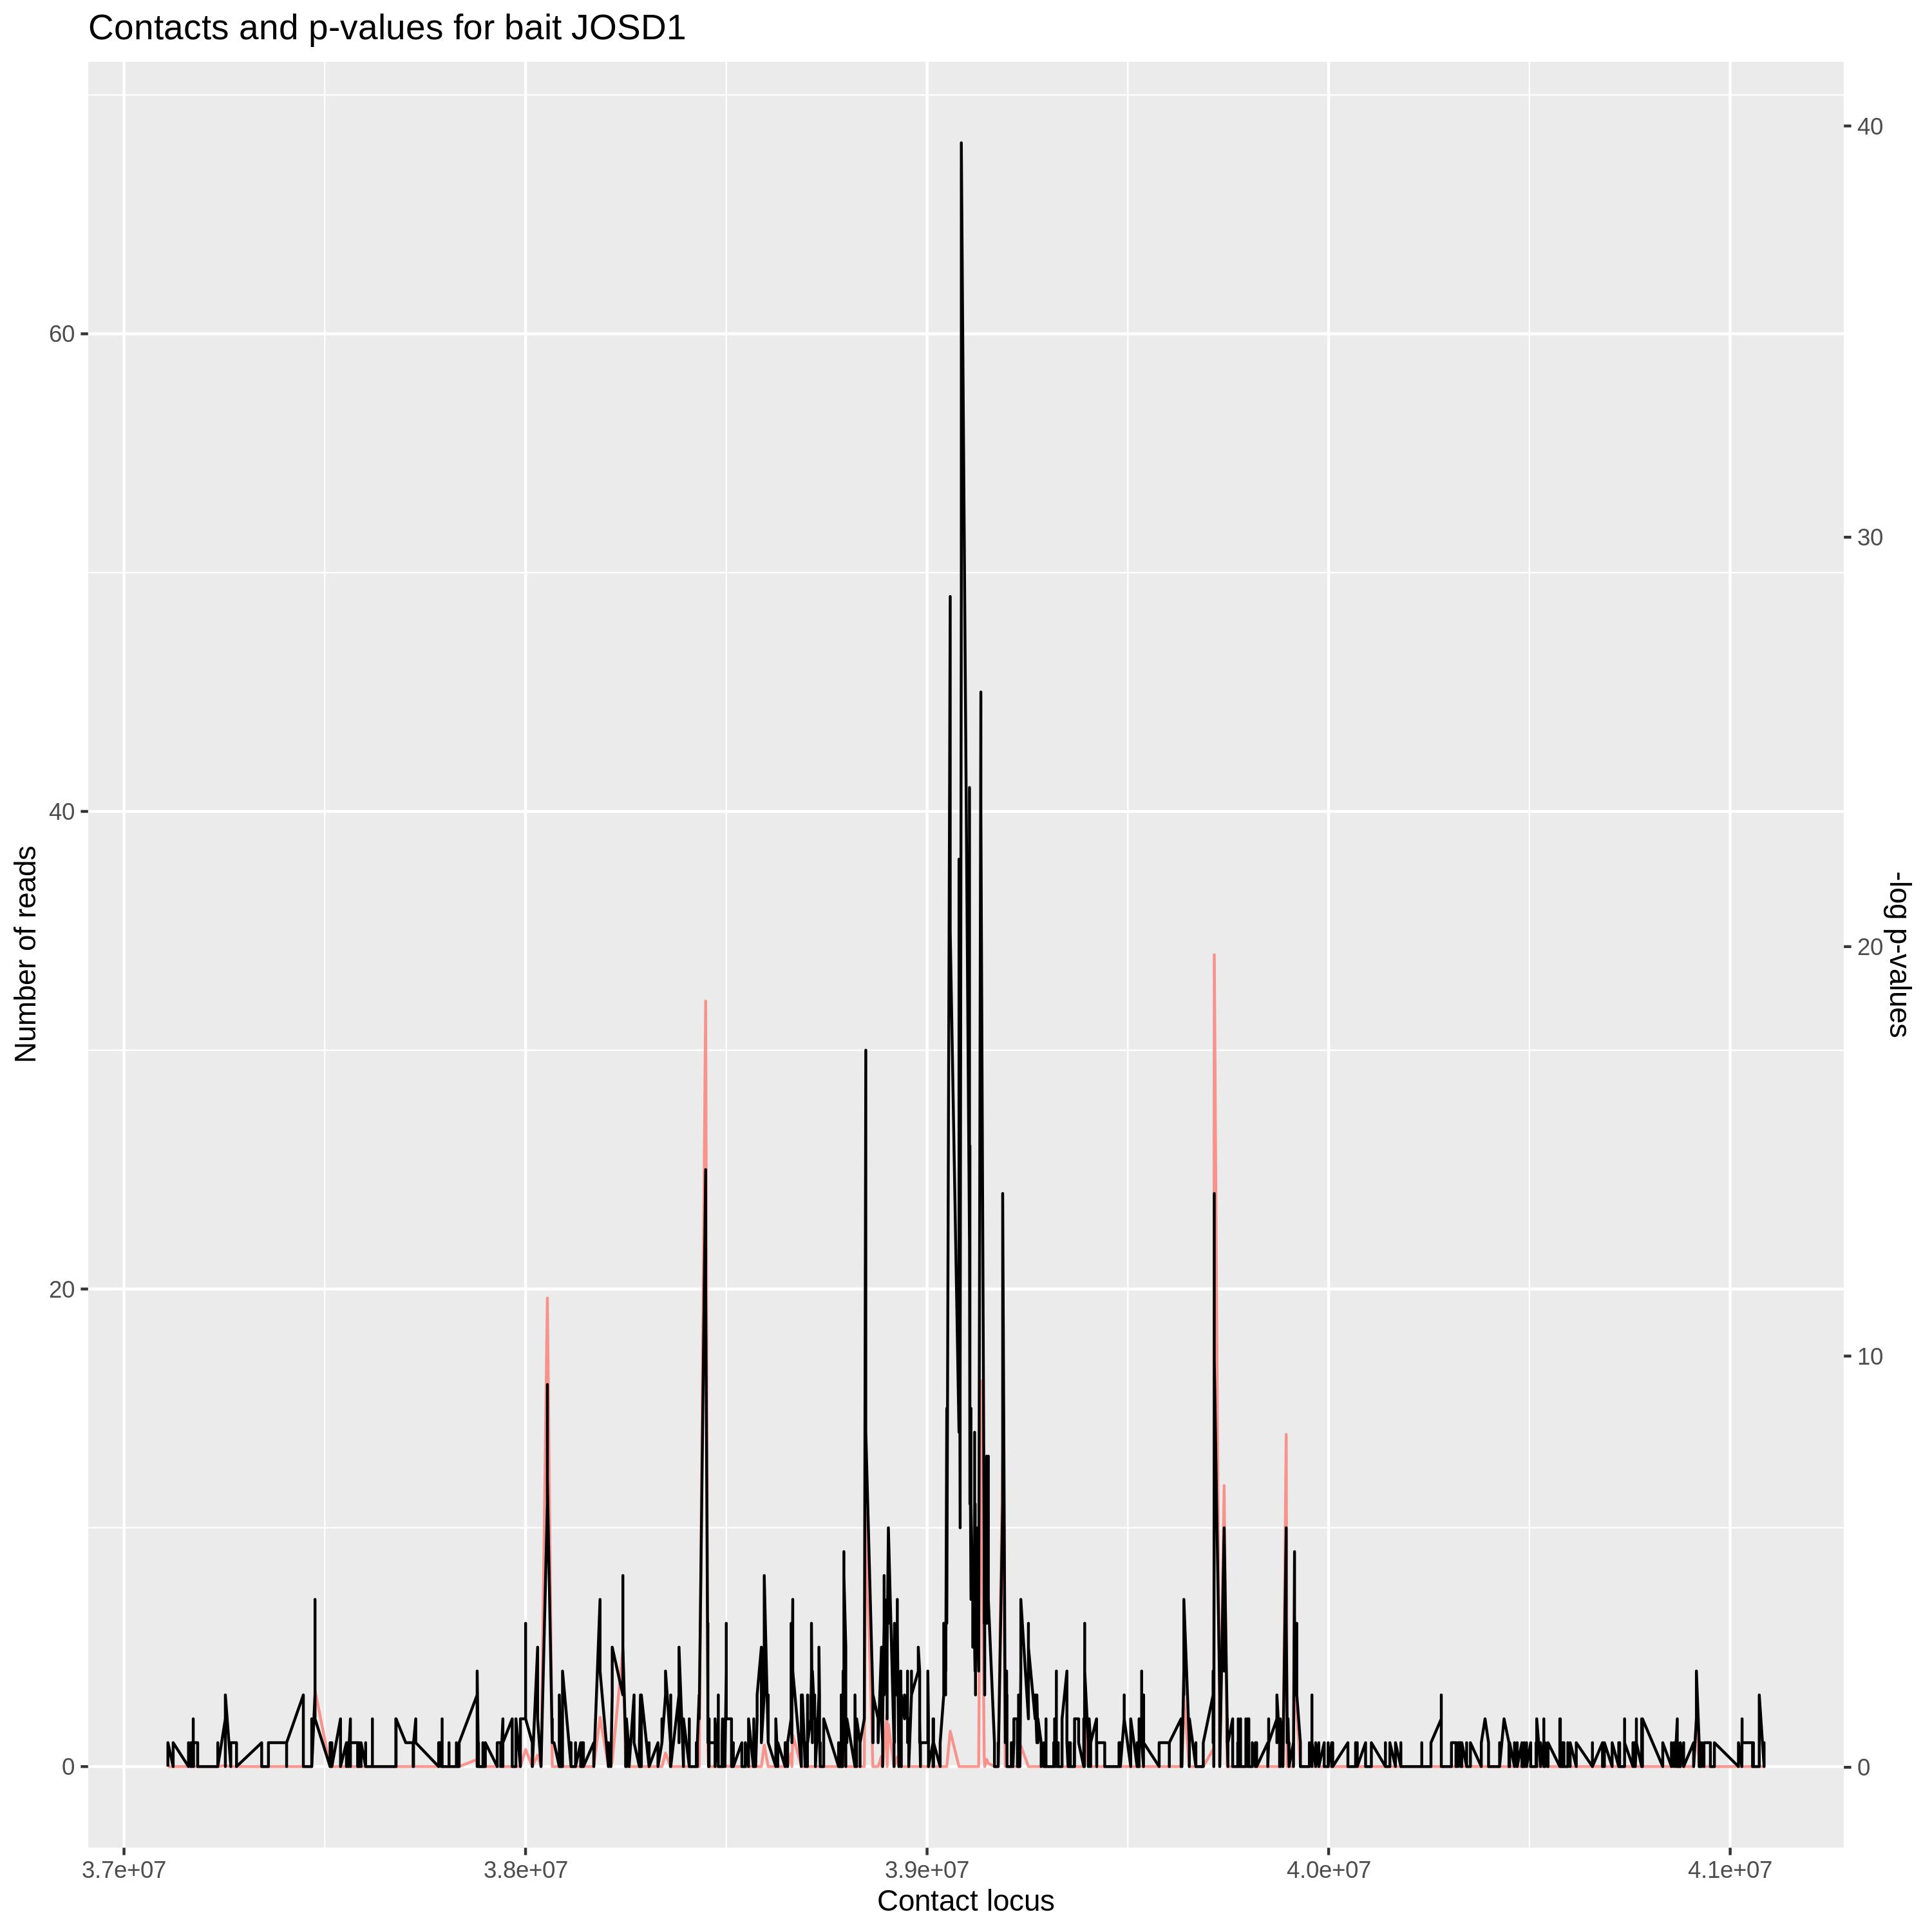 Contacts and p-values for bait JOSD1
Number of reads
60
40
20
0
40
30
20
10
0
-log p-values
3.7e+07 3.8e+07 3.9e+07 4.0e+07 4.1e+07
Contact locus